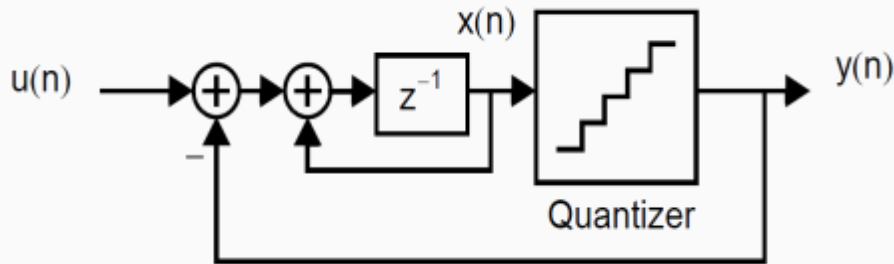 x(n)
u(n) + + z⁻¹ y(n)
−
Quantizer